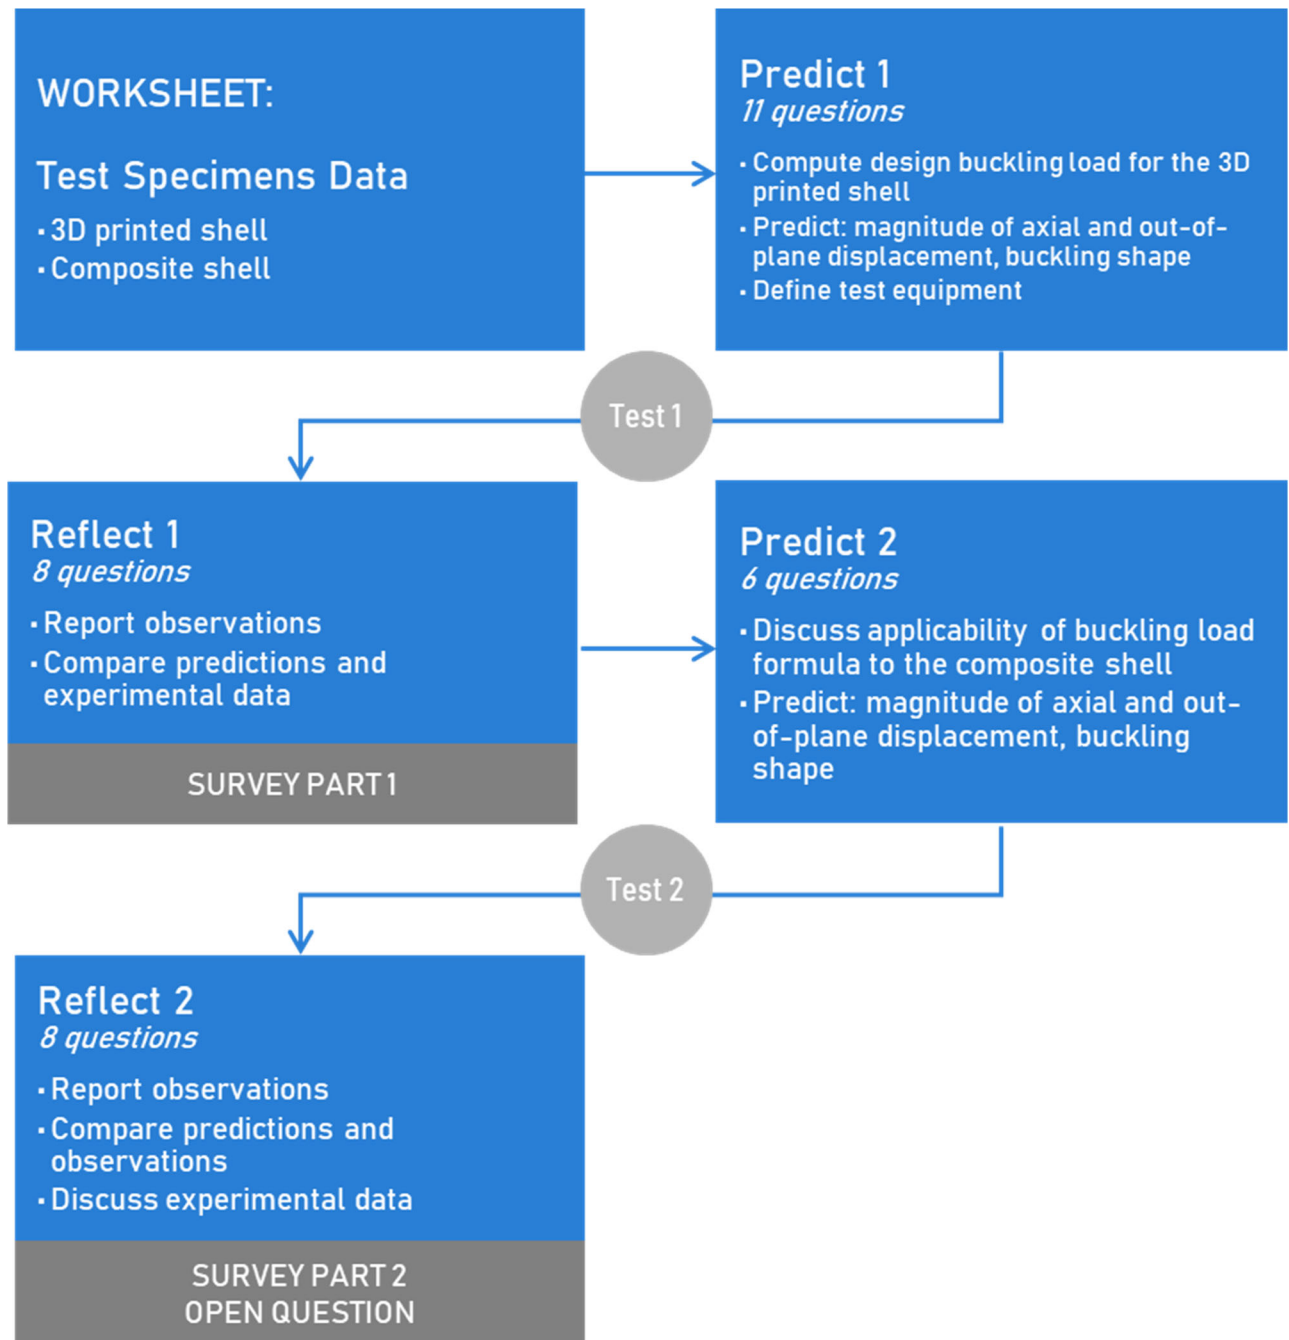 WORKSHEET:
Test Specimens Data
▪ 3D printed shell
▪ Composite shell
Predict 1
11 questions
▪ Compute design buckling load for the 3D
printed shell
▪ Predict: magnitude of axial and out-of-
plane displacement, buckling shape
▪ Define test equipment
Test 1
Reflect 1
8 questions
▪ Report observations
▪ Compare predictions and
experimental data
SURVEY PART 1
Predict 2
6 questions
▪ Discuss applicability of buckling load
formula to the composite shell
▪ Predict: magnitude of axial and out-
of-plane displacement, buckling
shape
Test 2
Reflect 2
8 questions
▪ Report observations
▪ Compare predictions and
observations
▪ Discuss experimental data
SURVEY PART 2
OPEN QUESTION